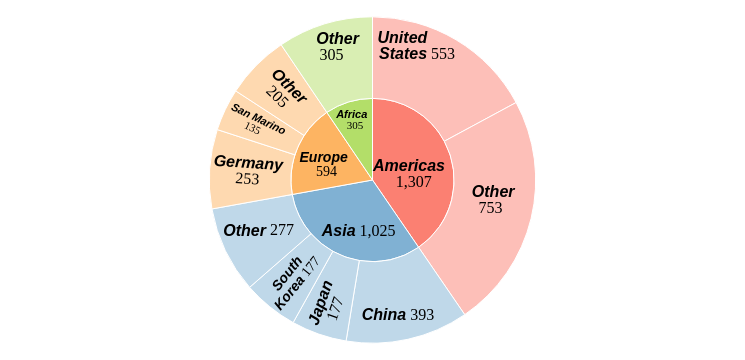 United
States 553
Other
753
China 393
Japan
177
South
Korea 177
Other 277
Germany
253
San Marino
135
Other
205
Other
305
Africa
305
Europe
594
Americas
1,307
Asia 1,025